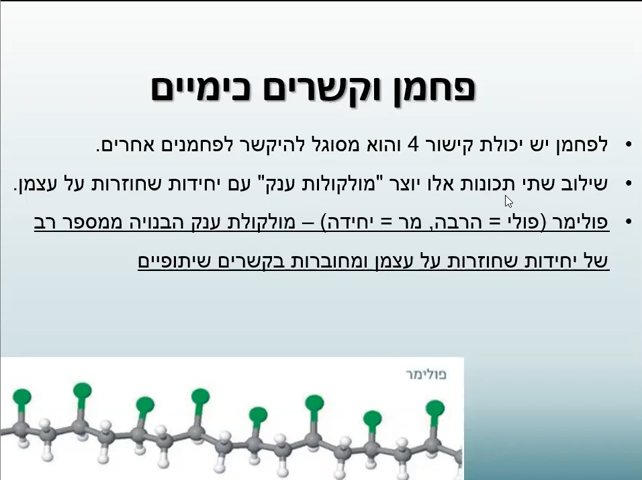 פחמן וקשרים כימיים
• לפחמן יש יכולת קישור 4 והוא מסוגל להיקשר לפחמנים אחרים.
• שילוב שתי תכונות אלו יוצר "מולקולות ענק" עם יחידות שחוזרות על עצמן.
• פולימר (פולי = הרבה, מר = יחידה) – מולקולת ענק הבנויה ממספר רב
של יחידות שחוזרות על עצמן ומחוברות בקשרים שיתופיים
פולימר